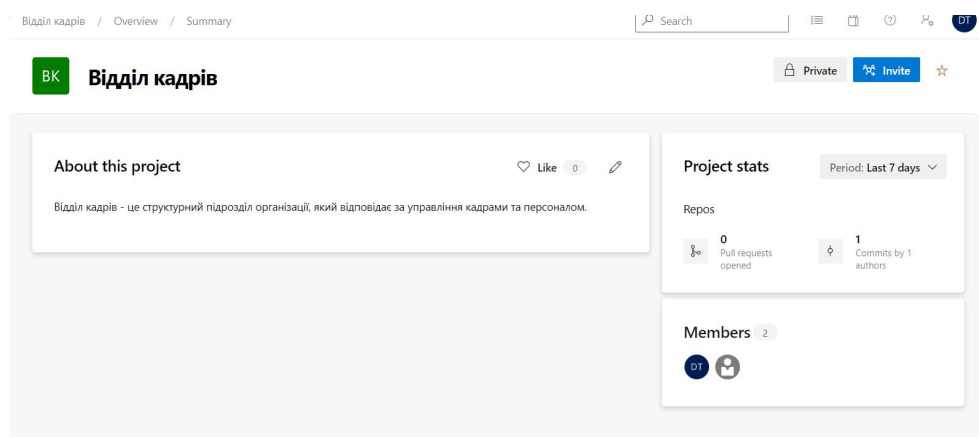 Відділ кадрів / Overview / Summary
Search
DT
ВК
Відділ кадрів
Private
Invite
About this project
Like 0
Відділ кадрів - це структурний підрозділ організації, який відповідає за управління кадрами та персоналом.
Project stats
Period: Last 7 days
Repos
0
Pull requests
opened
1
Commits by 1
authors
Members 2
DT